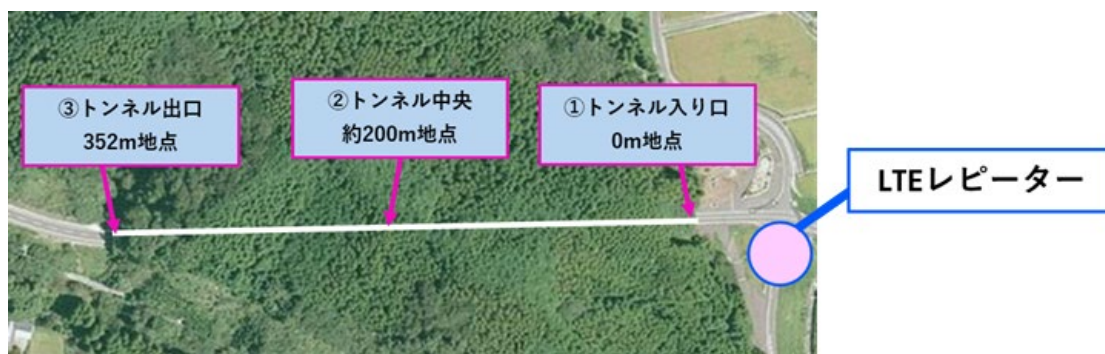 ③トンネル出口
352m地点
②トンネル中央
約200m地点
①トンネル入り口
0m地点
LTEレピーター